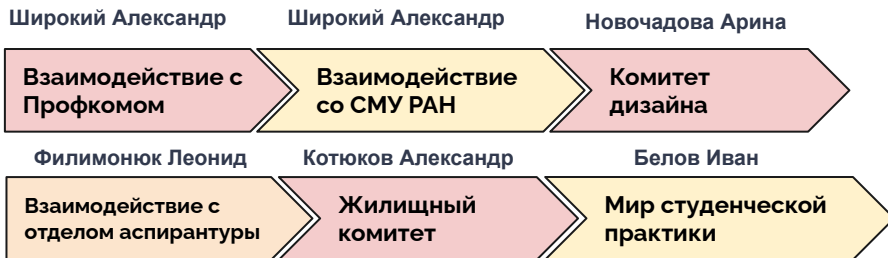 Широкий Александр
Широкий Александр
Новочадова Арина
Взаимодействие с
Профкомом
Взаимодействие
со СМУ РАН
Комитет
дизайна
Филимонюк Леонид
Котюков Александр
Белов Иван
Взаимодействие с
отделом аспирантуры
Жилищный
комитет
Мир студенческой
практики